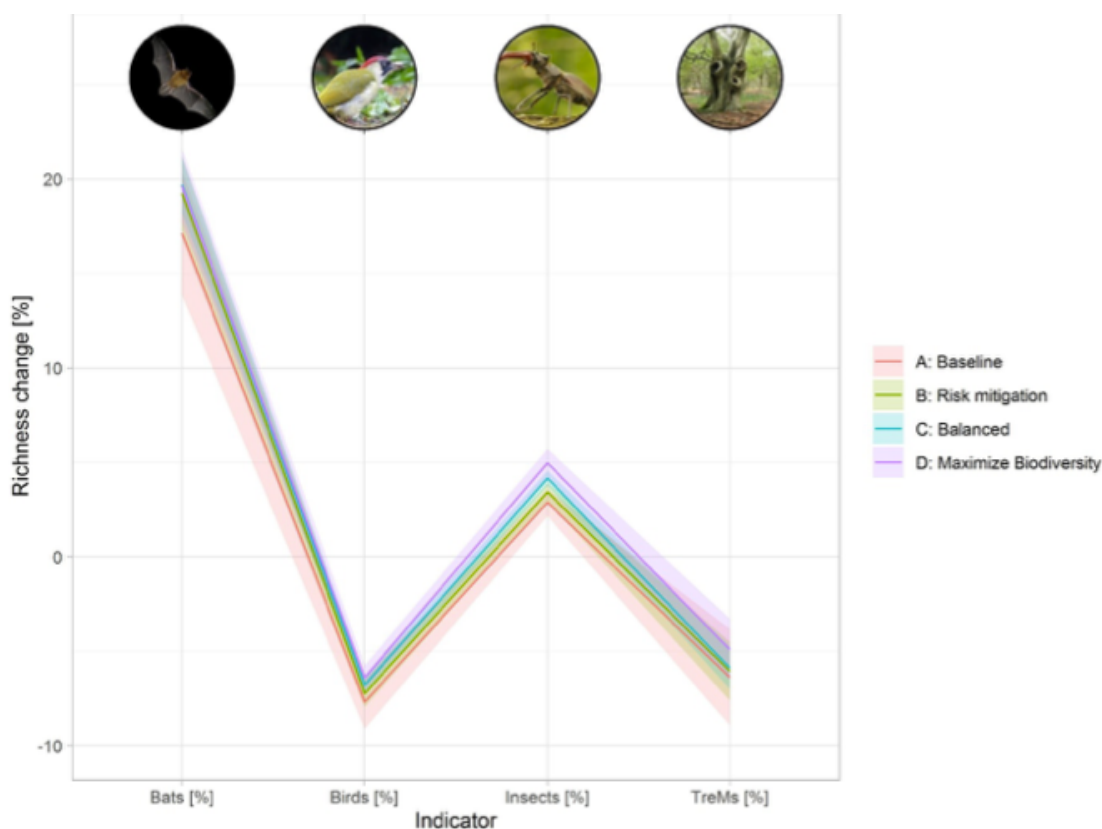 20
10
0
-10
Richness change [%]
Bats [%]
Birds [%]
Insects [%]
TreMs [%]
Indicator
A: Baseline
B: Risk mitigation
C: Balanced
D: Maximize Biodiversity